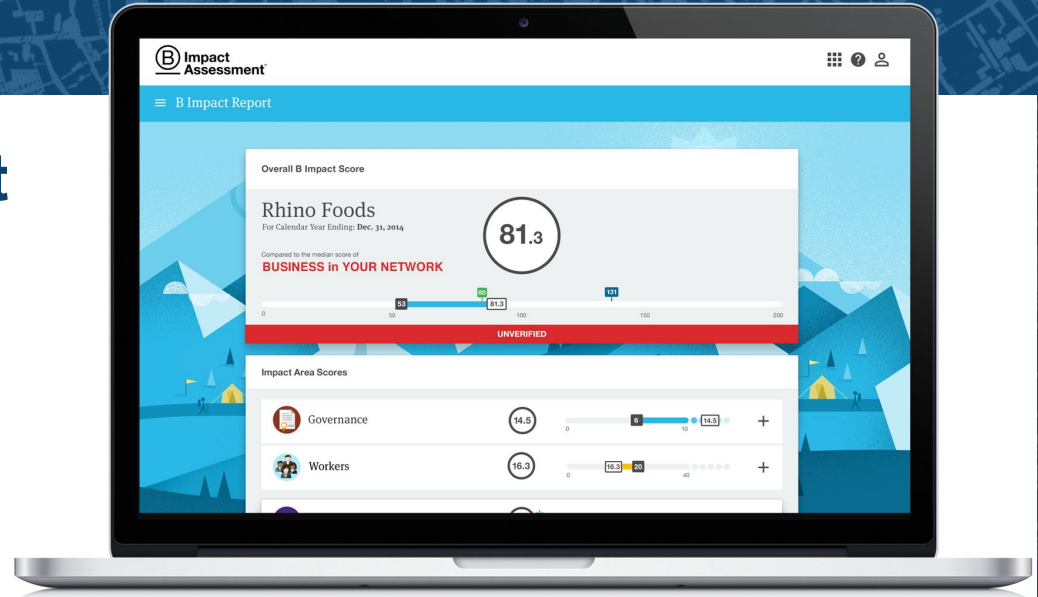 B Impact
Assessment
B Impact Report
Overall B Impact Score
Rhino Foods
For Calendar Year Ending: Dec. 31, 2014
81.3
Compared to the median score of
BUSINESS in YOUR NETWORK
80
131
53
81.3
0
50
100
150
200
UNVERIFIED
Impact Area Scores
Governance
14.5
0
6
10
14.5
+
Workers
16.3
0
16.3
20
40
+
t